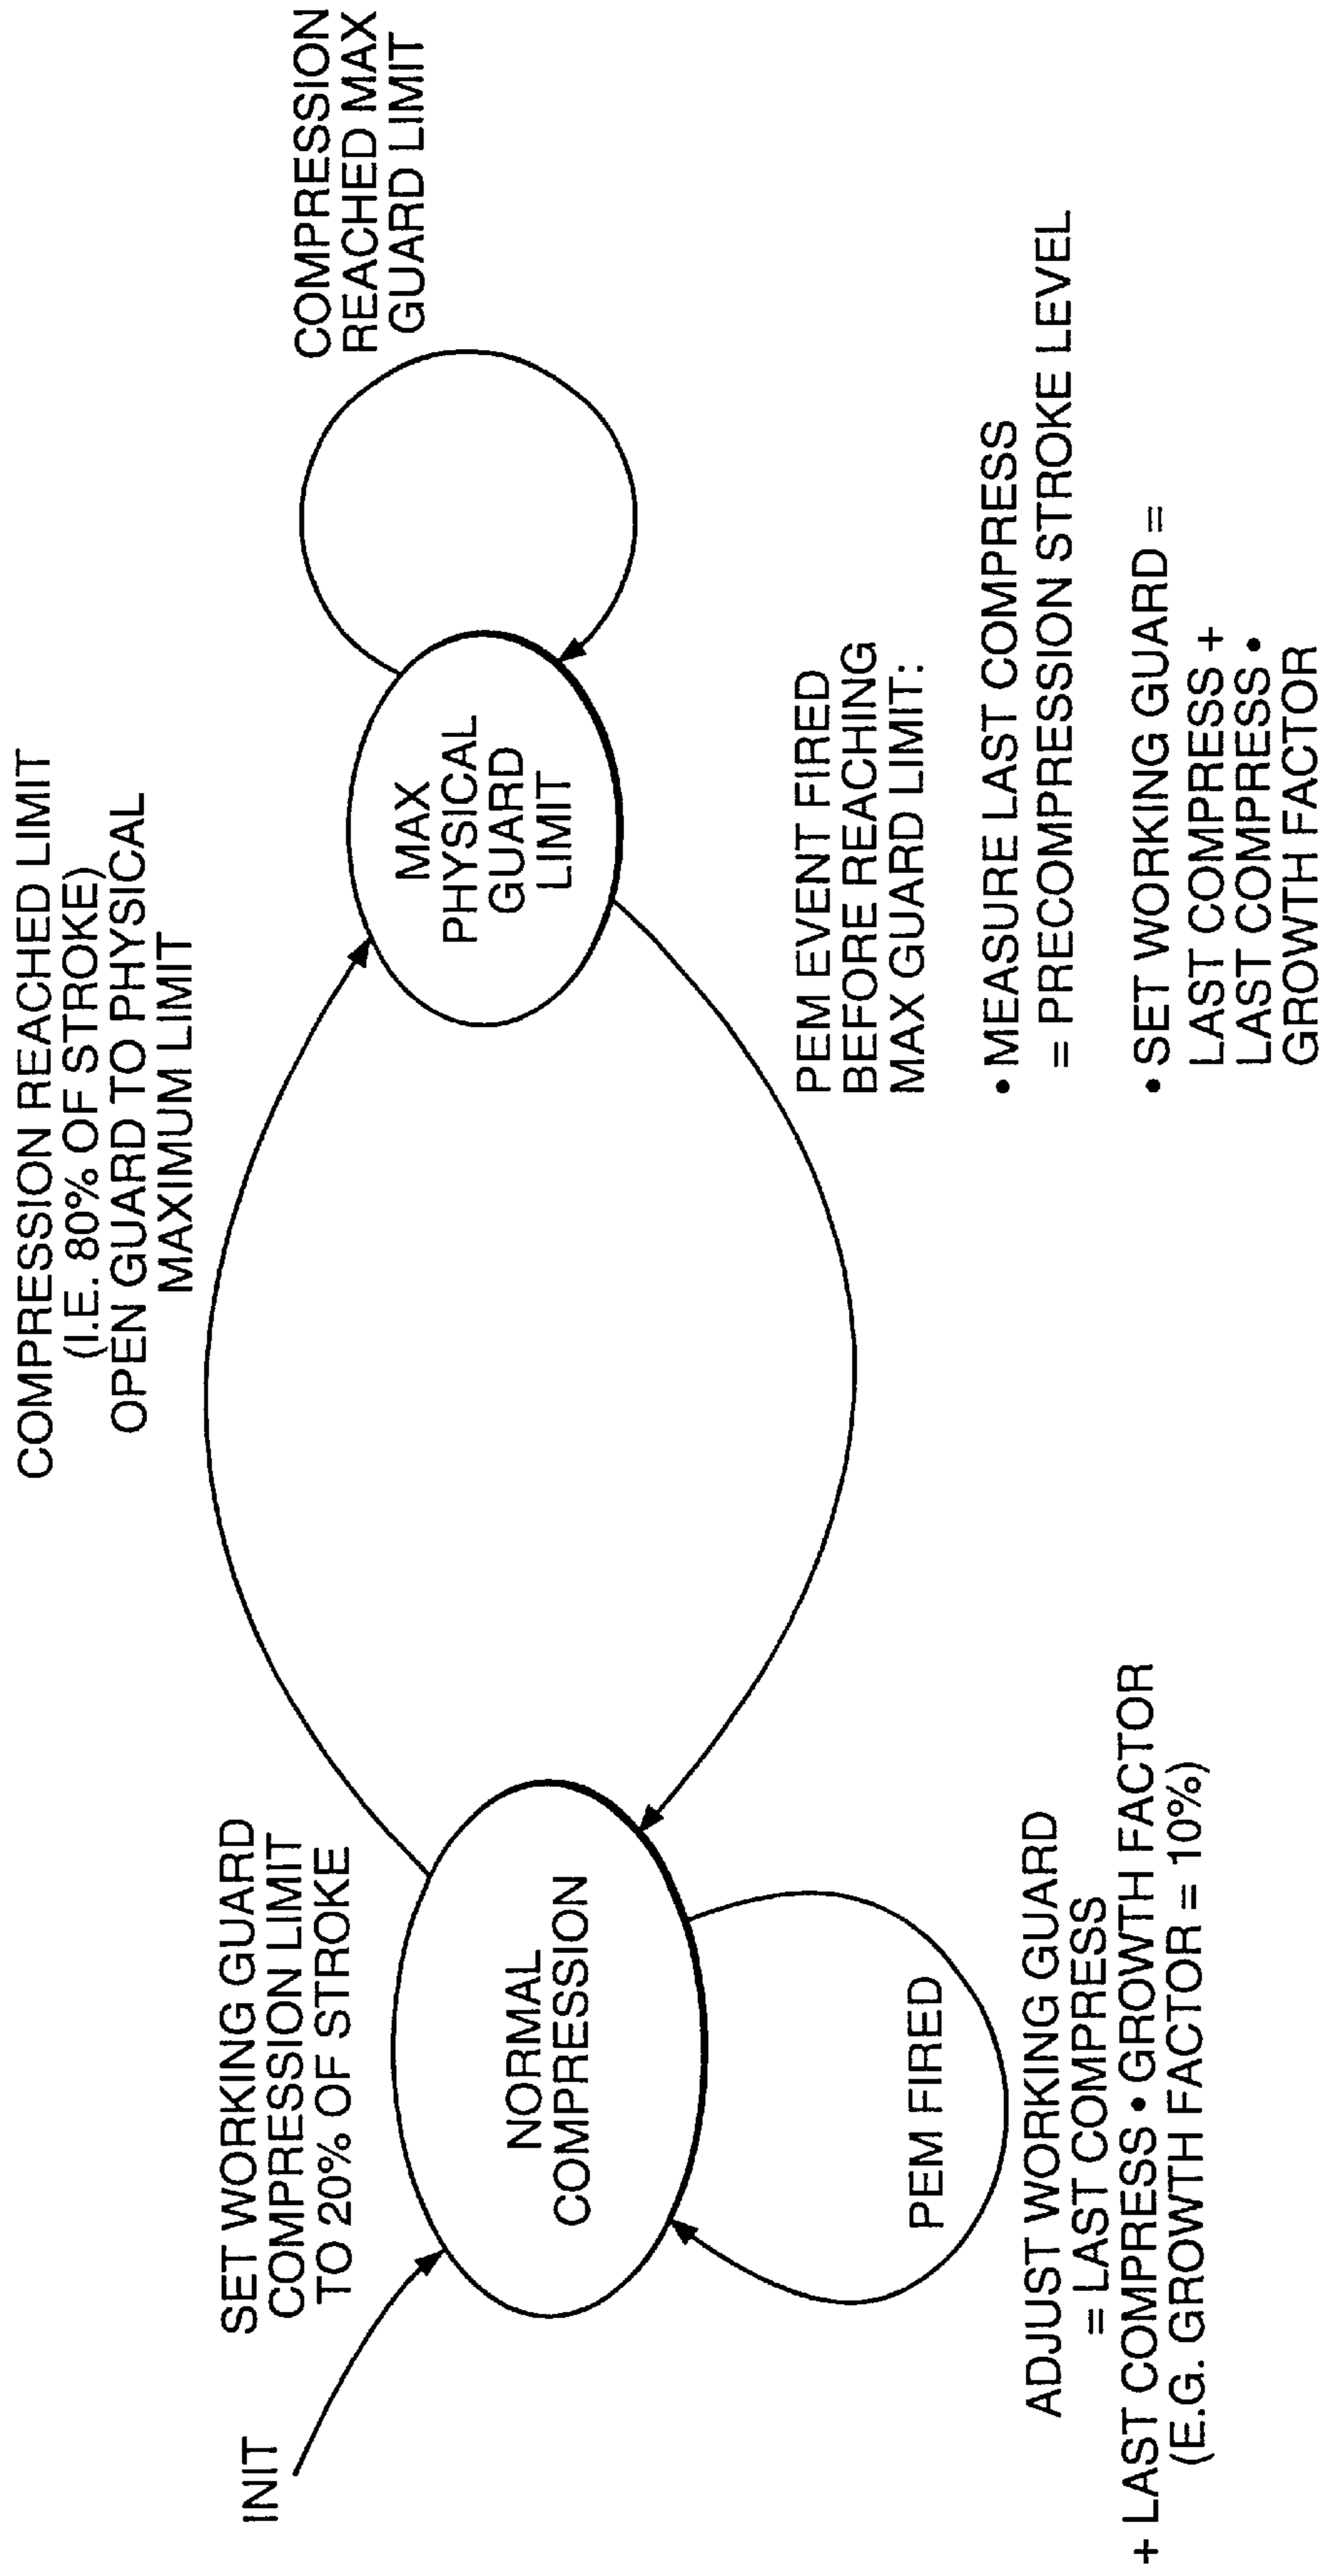 INIT
SET WORKING GUARD
COMPRESSION LIMIT
TO 20% OF STROKE
NORMAL
COMPRESSION
PEM FIRED
ADJUST WORKING GUARD
= LAST COMPRESS
+ LAST COMPRESS • GROWTH FACTOR
(E.G. GROWTH FACTOR = 10%)
COMPRESSION REACHED LIMIT
(I.E. 80% OF STROKE)
OPEN GUARD TO PHYSICAL
MAXIMUM LIMIT
MAX
PHYSICAL
GUARD
LIMIT
COMPRESSION
REACHED MAX
GUARD LIMIT
PEM EVENT FIRED
BEFORE REACHING
MAX GUARD LIMIT:
• MEASURE LAST COMPRESS
= PRECOMPRESSION STROKE LEVEL
• SET WORKING GUARD =
LAST COMPRESS +
LAST COMPRESS •
GROWTH FACTOR